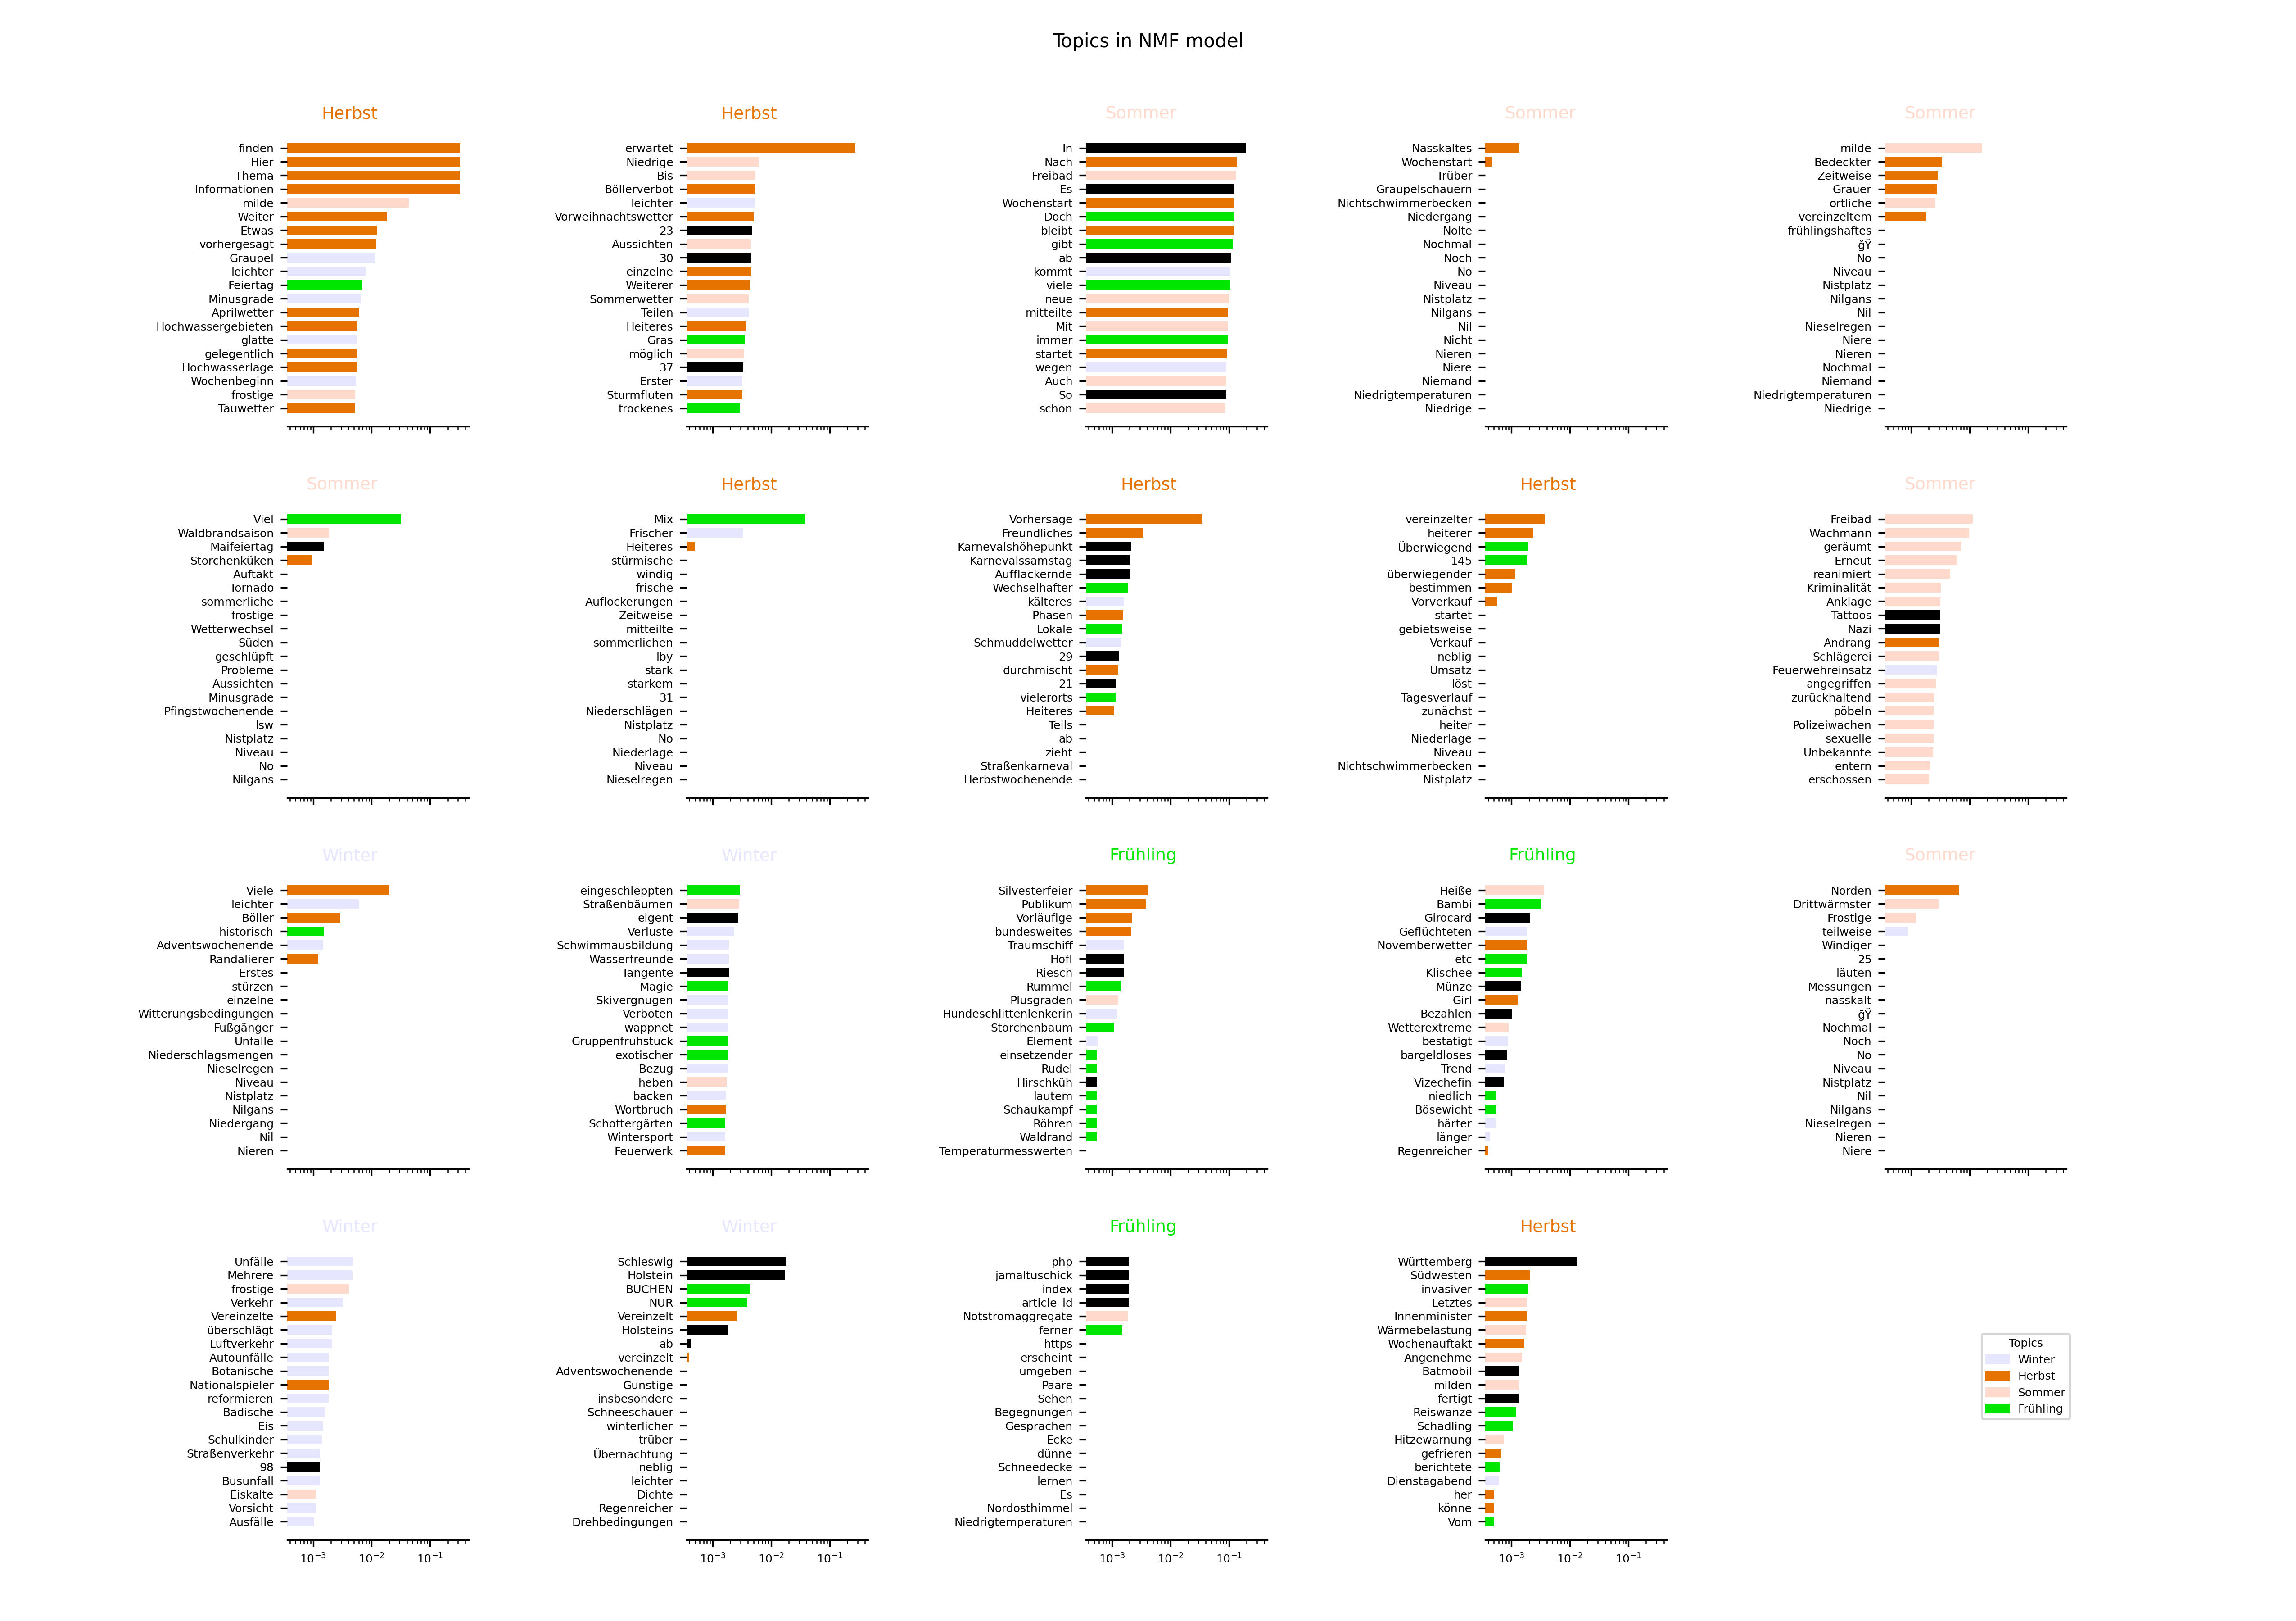 Topics in NMF model
Herbst
finden
Hier
Thema
Informationen
milde
Weiter
Etwas
vorhergesagt
Graupel
leichter
Feiertag
Minusgrade
Aprilwetter
Hochwassergebieten
glatte
gelegentlich
Hochwasserlage
Wochenbeginn
frostige
Tauwetter
Herbst
erwartet
Niedrige
Bis
Böllerverbot
leichter
Vorweihnachtswetter
23
Aussichten
30
einzelne
Weiterer
Sommerwetter
Teilen
Heiteres
Gras
möglich
37
Erster
Sturmfluten
trockenes
Sommer
In
Nach
Freibad
Es
Wochenstart
Doch
bleibt
gibt
ab
kommt
viele
neue
mitteilte
Mit
immer
startet
wegen
Auch
So
schon
Sommer
Nasskaltes
Wochenstart
Trüber
Graupelschauern
Nichtschwimmerbecken
Niedergang
Nolte
Nochmal
Noch
No
Niveau
Nistplatz
Nilgans
Nil
Nicht
Nieren
Niere
Niemand
Niedrigtemperaturen
Niedrige
Sommer
milde
Bedeckter
Zeitweise
Grauer
örtliche
vereinzeltem
frühlingshaftes
ğŸ
No
Niveau
Nistplatz
Nilgans
Nil
Nieselregen
Niere
Nieren
Nochmal
Niemand
Niedrigtemperaturen
Niedrige
Sommer
Viel
Waldbrandsaison
Maifeiertag
Storchenküken
Auftakt
Tornado
sommerliche
frostige
Wetterwechsel
Süden
geschlüpft
Probleme
Aussichten
Minusgrade
Pfingstwochenende
lsw
Nistplatz
Niveau
No
Nilgans
Herbst
Mix
Frischer
Heiteres
stürmische
windig
frische
Auflockerungen
Zeitweise
mitteilte
sommerlichen
lby
stark
starkem
31
Niederschlägen
Nistplatz
No
Niederlage
Niveau
Nieselregen
Herbst
Vorhersage
Freundliches
Karnevalshöhepunkt
Karnevalssamstag
Aufflackernde
Wechselhafter
kälteres
Phasen
Lokale
Schmuddelwetter
29
durchmischt
21
vielerorts
Heiteres
Teils
ab
zieht
Straßenkarneval
Herbstwochenende
Herbst
vereinzelter
heiterer
Überwiegend
145
überwiegender
bestimmen
Vorverkauf
startet
gebietsweise
Verkauf
neblig
Umsatz
löst
Tagesverlauf
zunächst
heiter
Niederlage
Niveau
Nichtschwimmerbecken
Nistplatz
Sommer
Freibad
Wachmann
geräumt
Erneut
reanimiert
Kriminalität
Anklage
Tattoos
Nazi
Andrang
Schlägerei
Feuerwehreinsatz
angegriffen
zurückhaltend
pöbeln
Polizeiwachen
sexuelle
Unbekannte
entern
erschossen
Winter
Viele
leichter
Böller
historisch
Adventswochenende
Randalierer
Erstes
stürzen
einzelne
Witterungsbedingungen
Fußgänger
Unfälle
Niederschlagsmengen
Nieselregen
Niveau
Nistplatz
Nilgans
Niedergang
Nil
Nieren
Winter
eingeschleppten
Straßenbäumen
eigent
Verluste
Schwimmausbildung
Wasserfreunde
Tangente
Magie
Skivergnügen
Verboten
wappnet
Gruppenfrühstück
exotischer
Bezug
heben
backen
Wortbruch
Schottergärten
Wintersport
Feuerwerk
Frühling
Silvesterfeier
Publikum
Vorläufige
bundesweites
Traumschiff
Höfl
Riesch
Rummel
Plusgraden
Hundeschlittenlenkerin
Storchenbaum
Element
einsetzender
Rudel
Hirschküh
lautem
Schaukampf
Röhren
Waldrand
Temperaturmesswerten
Frühling
Heiße
Bambi
Girocard
Geflüchteten
Novemberwetter
etc
Klischee
Münze
Girl
Bezahlen
Wetterextreme
bestätigt
bargeldloses
Trend
Vizechefin
niedlich
Bösewicht
härter
länger
Regenreicher
Sommer
Norden
Drittwärmster
Frostige
teilweise
Windiger
25
läuten
Messungen
nasskalt
ğŸ
Nochmal
Noch
No
Niveau
Nistplatz
Nil
Nilgans
Nieselregen
Nieren
Niere
Winter
Unfälle
Mehrere
frostige
Verkehr
Vereinzelte
überschlägt
Luftverkehr
Autounfälle
Botanische
Nationalspieler
reformieren
Badische
Eis
Schulkinder
Straßenverkehr
98
Busunfall
Eiskalte
Vorsicht
Ausfälle
10⁻³ 10⁻² 10⁻¹
Winter
Schleswig
Holstein
BUCHEN
NUR
Vereinzelt
Holsteins
ab
vereinzelt
Adventswochenende
Günstige
insbesondere
Schneeschauer
winterlicher
trüber
Übernachtung
neblig
leichter
Dichte
Regenreicher
Drehbedingungen
10⁻³ 10⁻² 10⁻¹
Frühling
php
jamaltuschick
index
article_id
Notstromaggregate
ferner
https
erscheint
umgeben
Paare
Sehen
Begegnungen
Gesprächen
Ecke
dünne
Schneedecke
lernen
Es
Nordosthimmel
Niedrigtemperaturen
10⁻³ 10⁻² 10⁻¹
Herbst
Württemberg
Südwesten
invasiver
Letztes
Innenminister
Wärmebelastung
Wochenauftakt
Angenehme
Batmobil
milden
fertigt
Reiswanze
Schädling
Hitzewarnung
gefrieren
berichtete
Dienstagabend
her
könne
Vom
10⁻³ 10⁻² 10⁻¹
Topics
Winter
Herbst
Sommer
Frühling